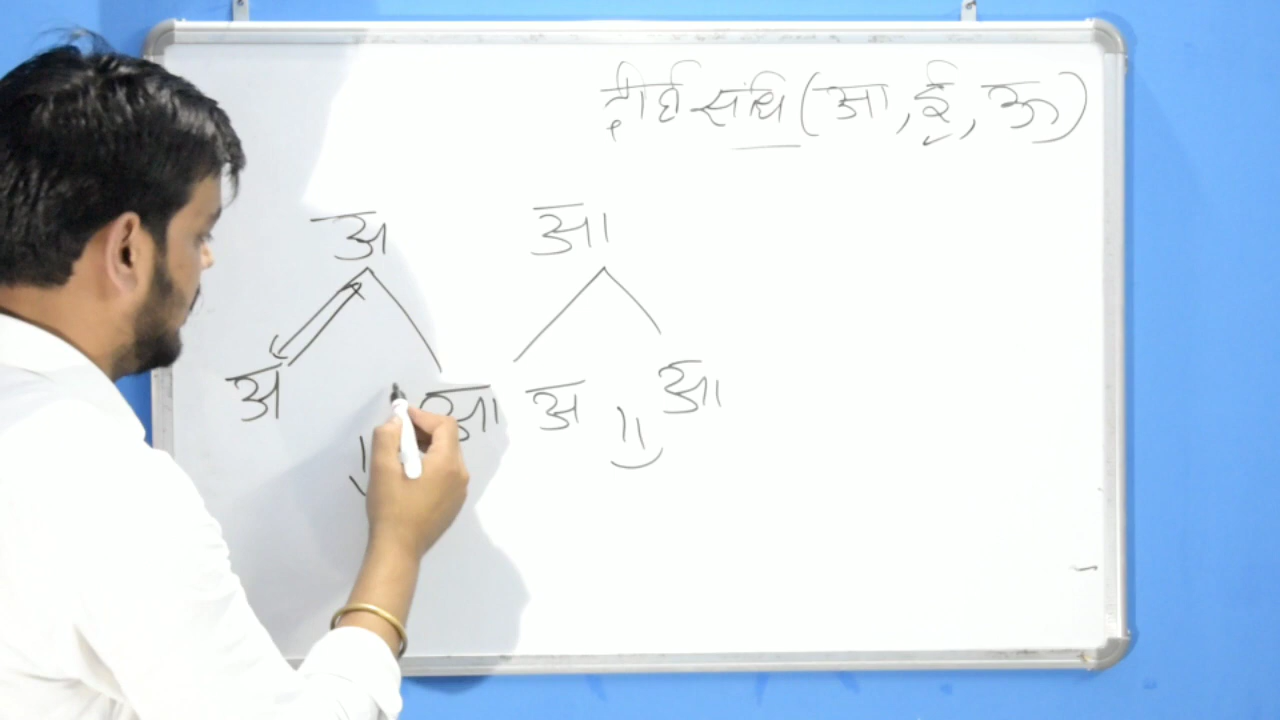 दीर्घ संधि (आ, ई, ऊ)
अ आ
अ आ अ आ